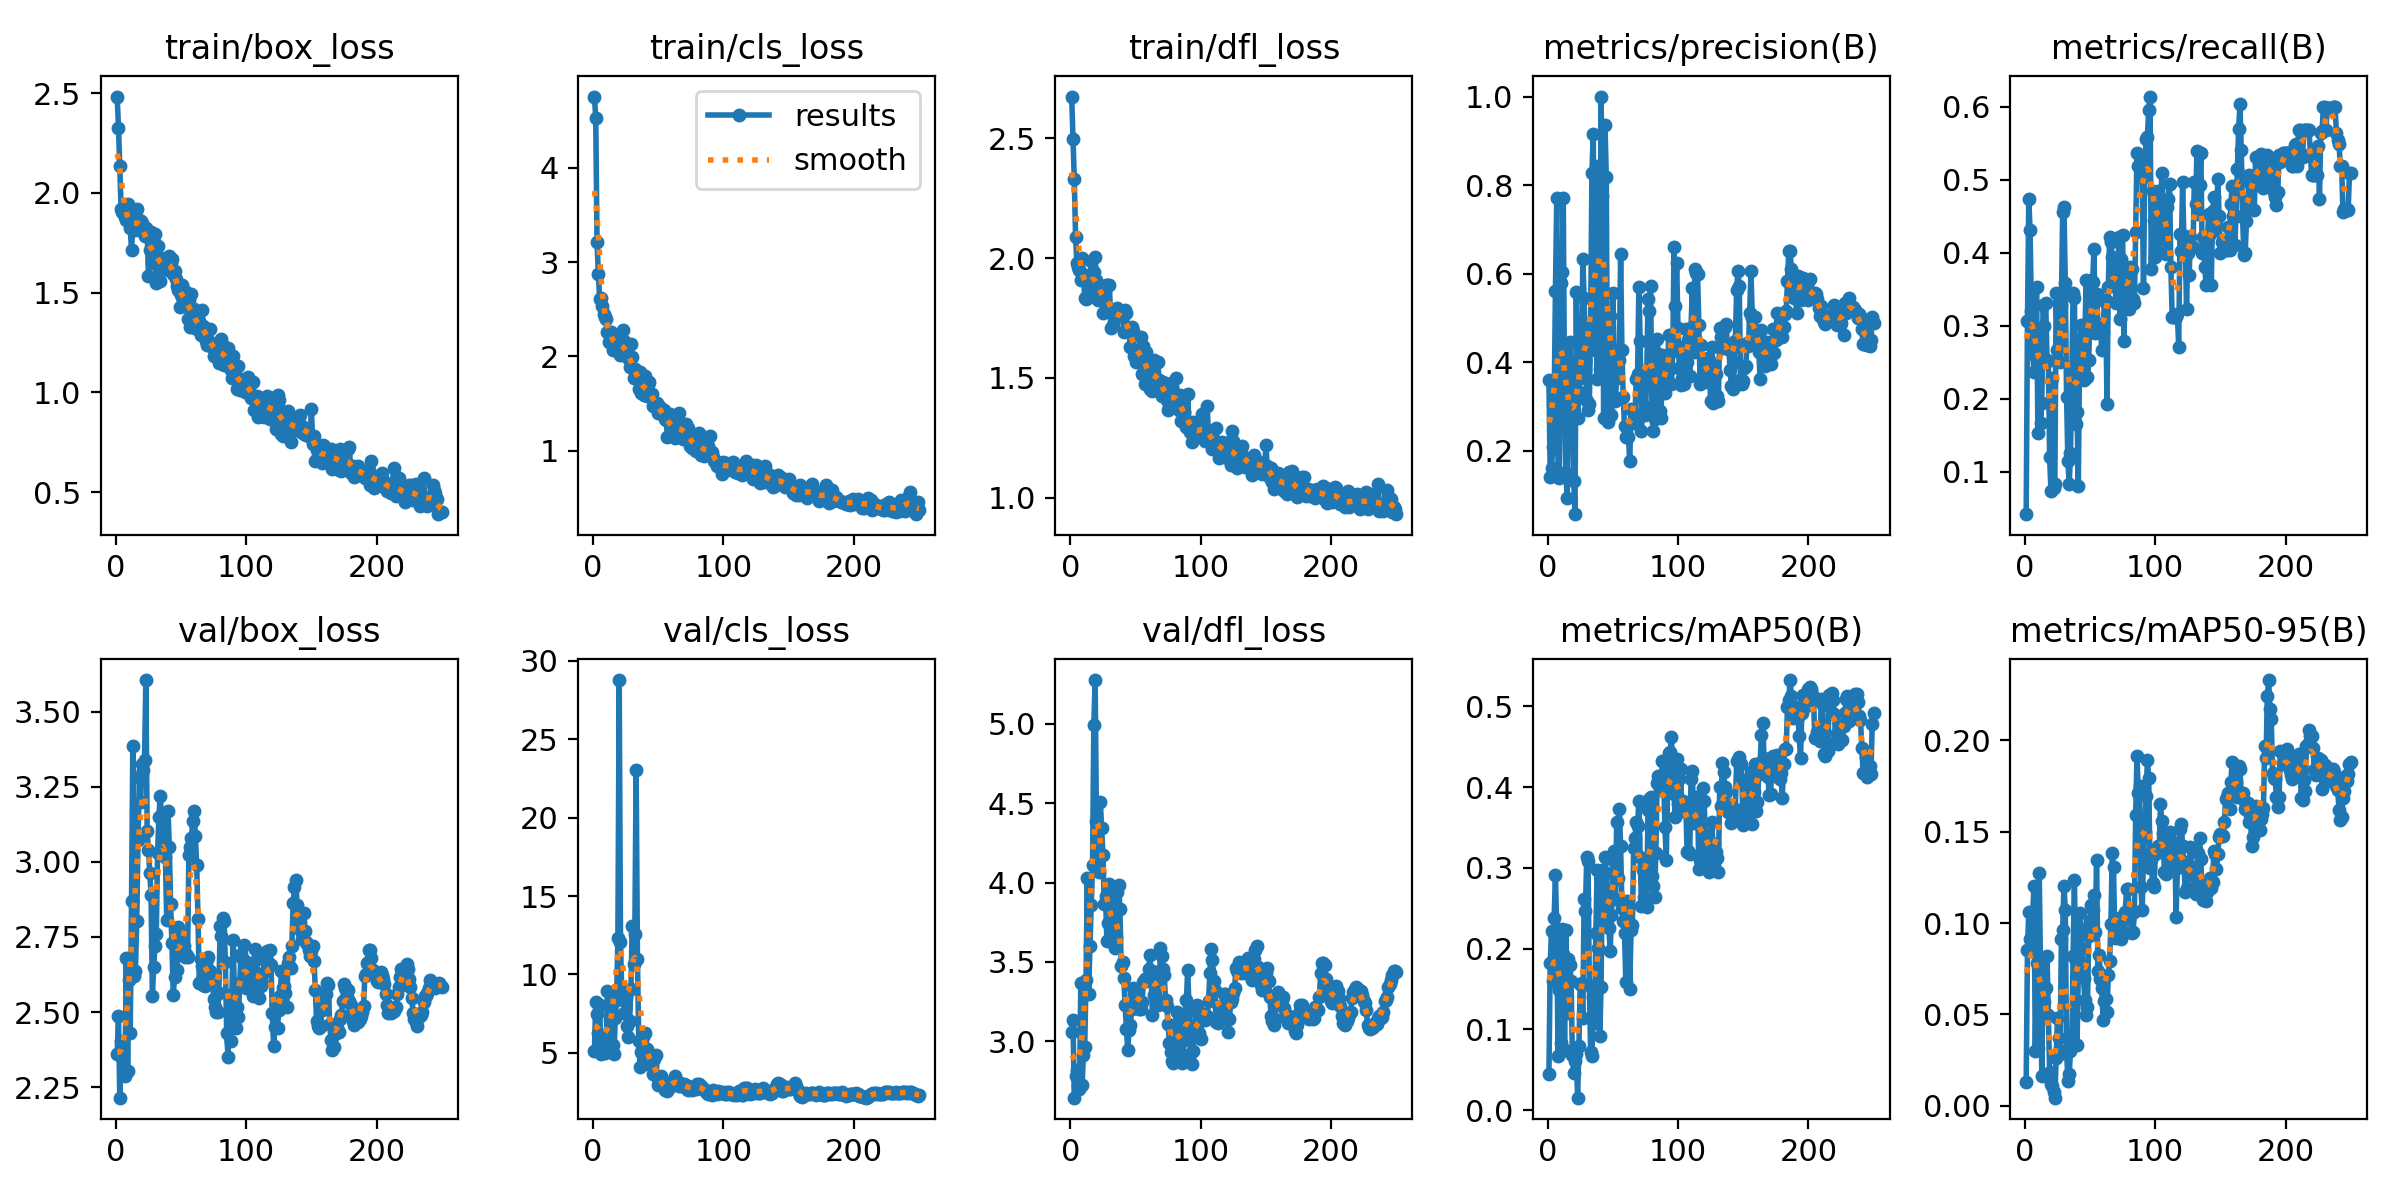 train/box_loss
2.5
2.0
1.5
1.0
0.5
0 100 200
train/cls_loss
results
smooth
4
3
2
1
0 100 200
train/dfl_loss
2.5
2.0
1.5
1.0
0 100 200
metrics/precision(B)
1.0
0.8
0.6
0.4
0.2
0 100 200
metrics/recall(B)
0.6
0.5
0.4
0.3
0.2
0.1
0 100 200
val/box_loss
3.50
3.25
3.00
2.75
2.50
2.25
0 100 200
val/cls_loss
30
25
20
15
10
5
0 100 200
val/dfl_loss
5.0
4.5
4.0
3.5
3.0
0 100 200
metrics/mAP50(B)
0.5
0.4
0.3
0.2
0.1
0.0
0 100 200
metrics/mAP50-95(B)
0.20
0.15
0.10
0.05
0.00
0 100 200